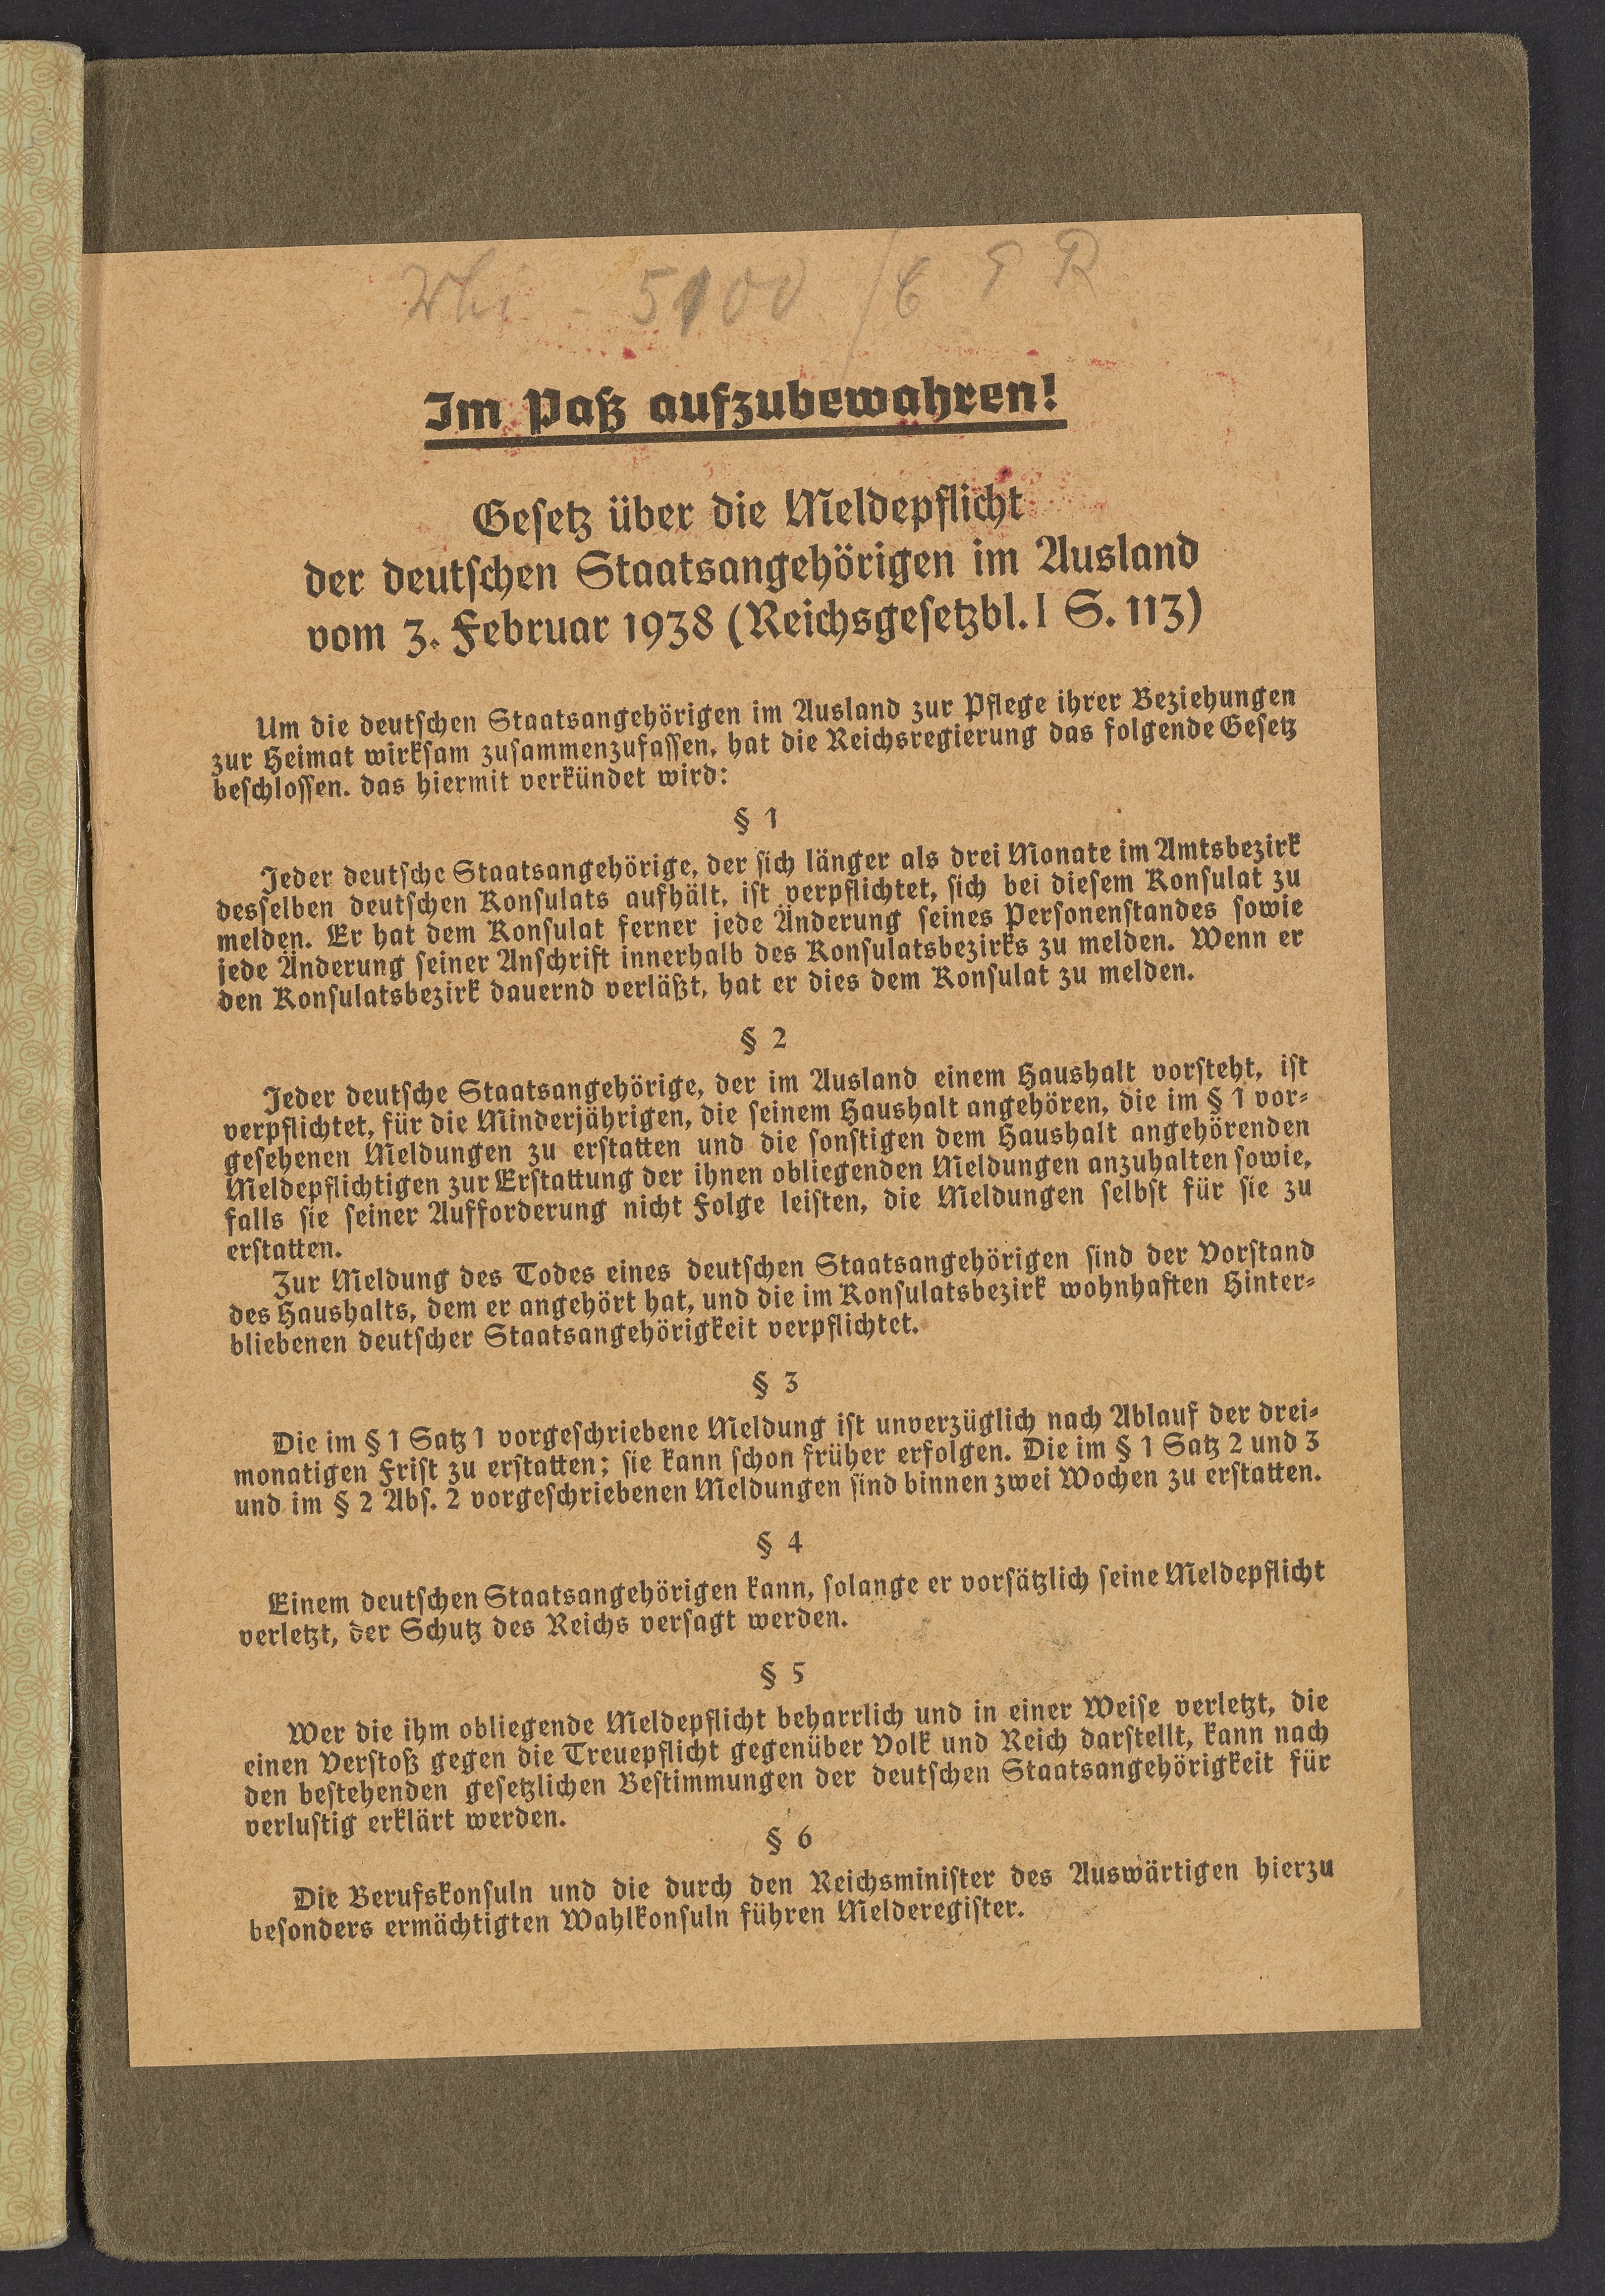 Im Paß aufzubewahren!
Gesetz über die Meldepflicht
der deutschen Staatsangehörigen im Ausland
vom 3. Februar 1938 (Reichsgesetzbl. I S. 113)
Um die deutschen Staatsangehörigen im Ausland zur Pflege ihrer Beziehungen
zur Heimat wirksam zusammenzufassen, hat die Reichsregierung das folgende Gesetz
beschlossen. das hiermit verkündet wird:
§ 1
Jeder deutsche Staatsangehörige, der sich länger als drei Monate im Amtsbezirk
desselben deutschen Konsulats aufhält, ist verpflichtet, sich bei diesem Konsulat zu
melden. Er hat dem Konsulat ferner jede Änderung seines Personenstandes sowie
jede Änderung seiner Anschrift innerhalb des Konsulatsbezirks zu melden. Wenn er
den Konsulatsbezirk dauernd verläßt, hat er dies dem Konsulat zu melden.
§ 2
Jeder deutsche Staatsangehörige, der im Ausland einem Haushalt vorsteht, ist
verpflichtet, für die Minderjährigen, die seinem Haushalt angehören, die im § 1 vor-
gesehenen Meldungen zu erstatten und die sonstigen dem Haushalt angehörenden
Meldepflichtigen zur Erstattung der ihnen obliegenden Meldungen anzuhalten sowie,
falls sie seiner Aufforderung nicht Folge leisten, die Meldungen selbst für sie zu
erstatten.
Zur Meldung des Todes eines deutschen Staatsangehörigen sind der Vorstand
des Haushalts, dem er angehört hat, und die im Konsulatsbezirk wohnhaften Hinter-
bliebenen deutscher Staatsangehörigkeit verpflichtet.
§ 3
Die im § 1 Satz 1 vorgeschriebene Meldung ist unverzüglich nach Ablauf der drei-
monatigen Frist zu erstatten; sie kann schon früher erfolgen. Die im § 1 Satz 2 und 3
und im § 2 Abs. 2 vorgeschriebenen Meldungen sind binnen zwei Wochen zu erstatten.
§ 4
Einem deutschen Staatsangehörigen kann, solange er vorsätzlich seine Meldepflicht
verletzt, der Schutz des Reichs versagt werden.
§ 5
Wer die ihm obliegende Meldepflicht beharrlich und in einer Weise verletzt, die
einen Verstoß gegen die Treuepflicht gegenüber Volk und Reich darstellt, kann nach
den bestehenden gesetzlichen Bestimmungen der deutschen Staatsangehörigkeit für
verlustig erklärt werden.
§ 6
Die Berufskonsuln und die durch den Reichsminister des Auswärtigen hierzu
besonders ermächtigten Wahlkonsuln führen Melderegister.